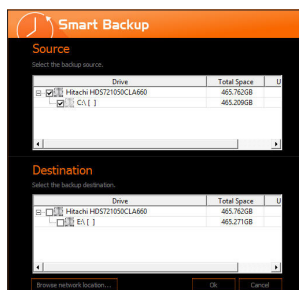 Smart Backup
Source
Select the backup source.
Drive Total Space U
Hitachi HDS721050CLA660 465.762GB
C:\ [ ] 465.209GB
Destination
Select the backup destination.
Drive Total Space U
Hitachi HDS721050CLA660 465.762GB
E:\ [ ] 465.271GB
Browse network location... Ok Cancel